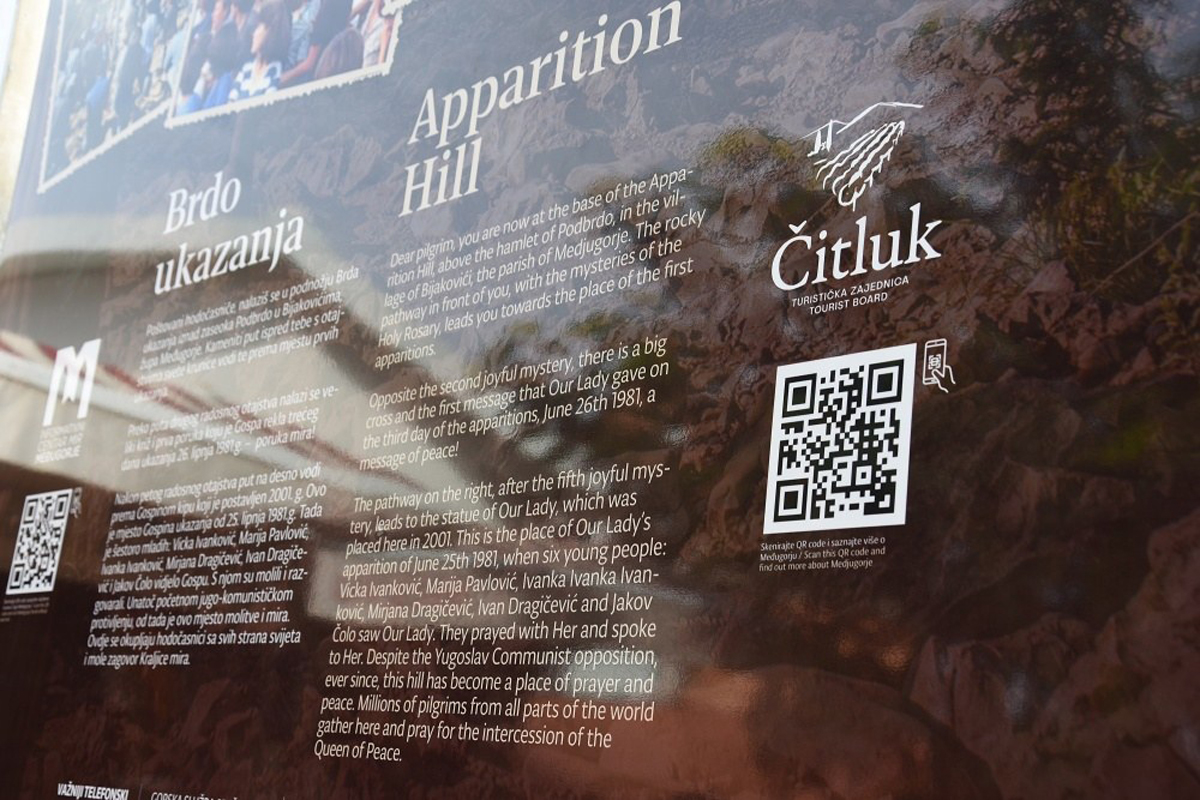 Brdo
ukazanja
Poštovani hodočasniče, nalaziš se u podnožju Brda
ukazanja iznad zaseoka Podbrdo u Bijakovićima,
župa Međugorje. Kameniti put ispred tebe s otaj-
stvima svete krunice vodi te prema mjestu prvih
ukazanja.
Preko puta drugog radosnog otajstva nalazi se ve-
liki križ i prva poruka koju je Gospa rekla trećeg
dana ukazanja 26. lipnja 1981.g. – poruka mira!
Nakon petog radosnog otajstva put na desno vodi
prema Gospinom kipu koji je postavljen 2001. g. Ovo
je mjesto Gospina ukazanja od 25. lipnja 1981.g. Tada
je šestoro mladih: Vicka Ivanković, Marija Pavlović,
Ivanka Ivanković, Mirjana Dragičević, Ivan Dragiče-
vić i Jakov Čolo vidjelo Gospu. S njom su molili i raz-
govarali. Unatoč početnom jugo-komunističkom
protivljenju, od tada je ovo mjesto molitve i mira.
Ovdje se okupljaju hodočasnici sa svih strana svijeta
i mole zagovor Kraljice mira.
Apparition
Hill
Dear pilgrim, you are now at the base of the Appa-
rition Hill, above the hamlet of Podbrdo, in the vil-
lage of Bijakovići, the parish of Medjugorje. The rocky
pathway in front of you, with the mysteries of the
Holy Rosary, leads you towards the place of the first
apparitions.
Opposite the second joyful mystery, there is a big
cross and the first message that Our Lady gave on
the third day of the apparitions, June 26th 1981, a
message of peace!
The pathway on the right, after the fifth joyful mys-
tery, leads to the statue of Our Lady, which was
placed here in 2001. This is the place of Our Lady's
apparition of June 25th 1981, when six young people:
Vicka Ivanković, Marija Pavlović, Ivanka Ivanka Ivan-
ković, Mirjana Dragičević, Ivan Dragičević and Jakov
Čolo saw Our Lady. They prayed with Her and spoke
to Her. Despite the Yugoslav Communist opposition,
ever since, this hill has become a place of prayer and
peace. Millions of pilgrims from all parts of the world
gather here and pray for the intercession of the
Queen of Peace.
Čitluk
TURISTIČKA ZAJEDNICA
TOURIST BOARD
Skenirajte QR code i saznajte više o
Međugorju / Scan this QR code and
find out more about Medjugorje
MEĐUGORJE
VAŽNIJI TELEFONSKI
GORSKA SLUŽBA